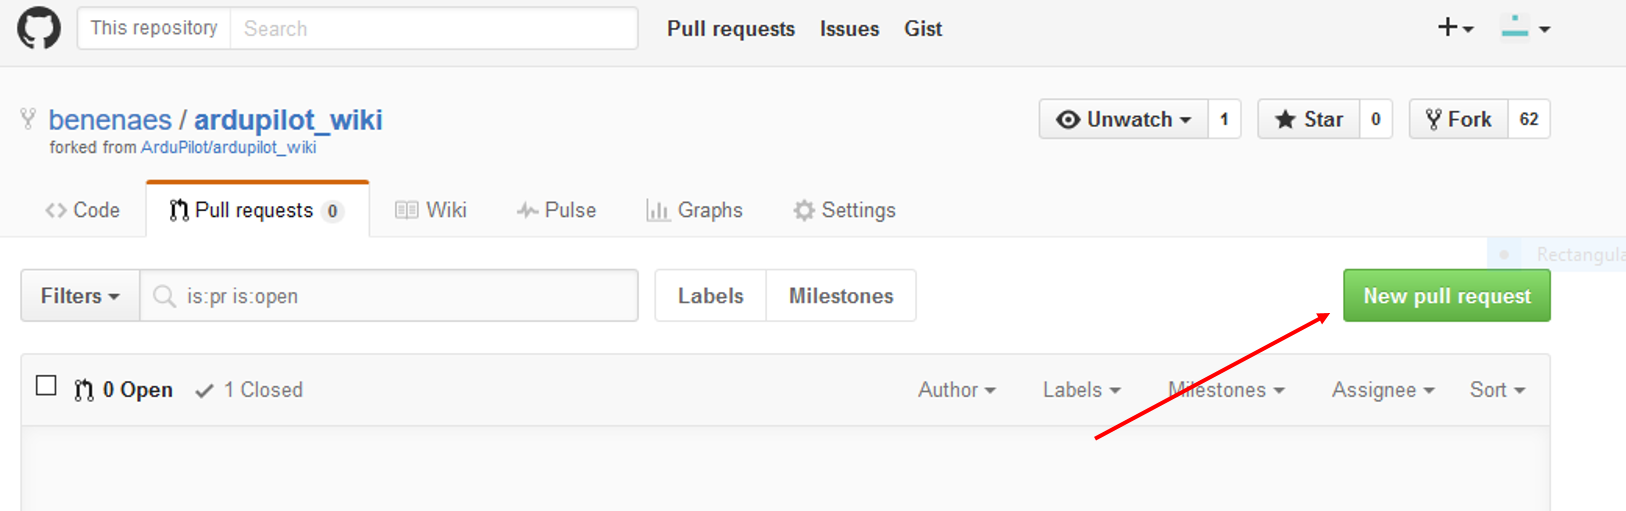 This repository Search Pull requests Issues Gist
benenaes / ardupilot_wiki Unwatch 1 Star 0 Fork 62
forked from ArduPilot/ardupilot_wiki
Code Pull requests 0 Wiki Pulse Graphs Settings
Rectangula
Filters is:pr is:open Labels Milestones New pull request
0 Open 1 Closed Author Labels Milestones Assignee Sort